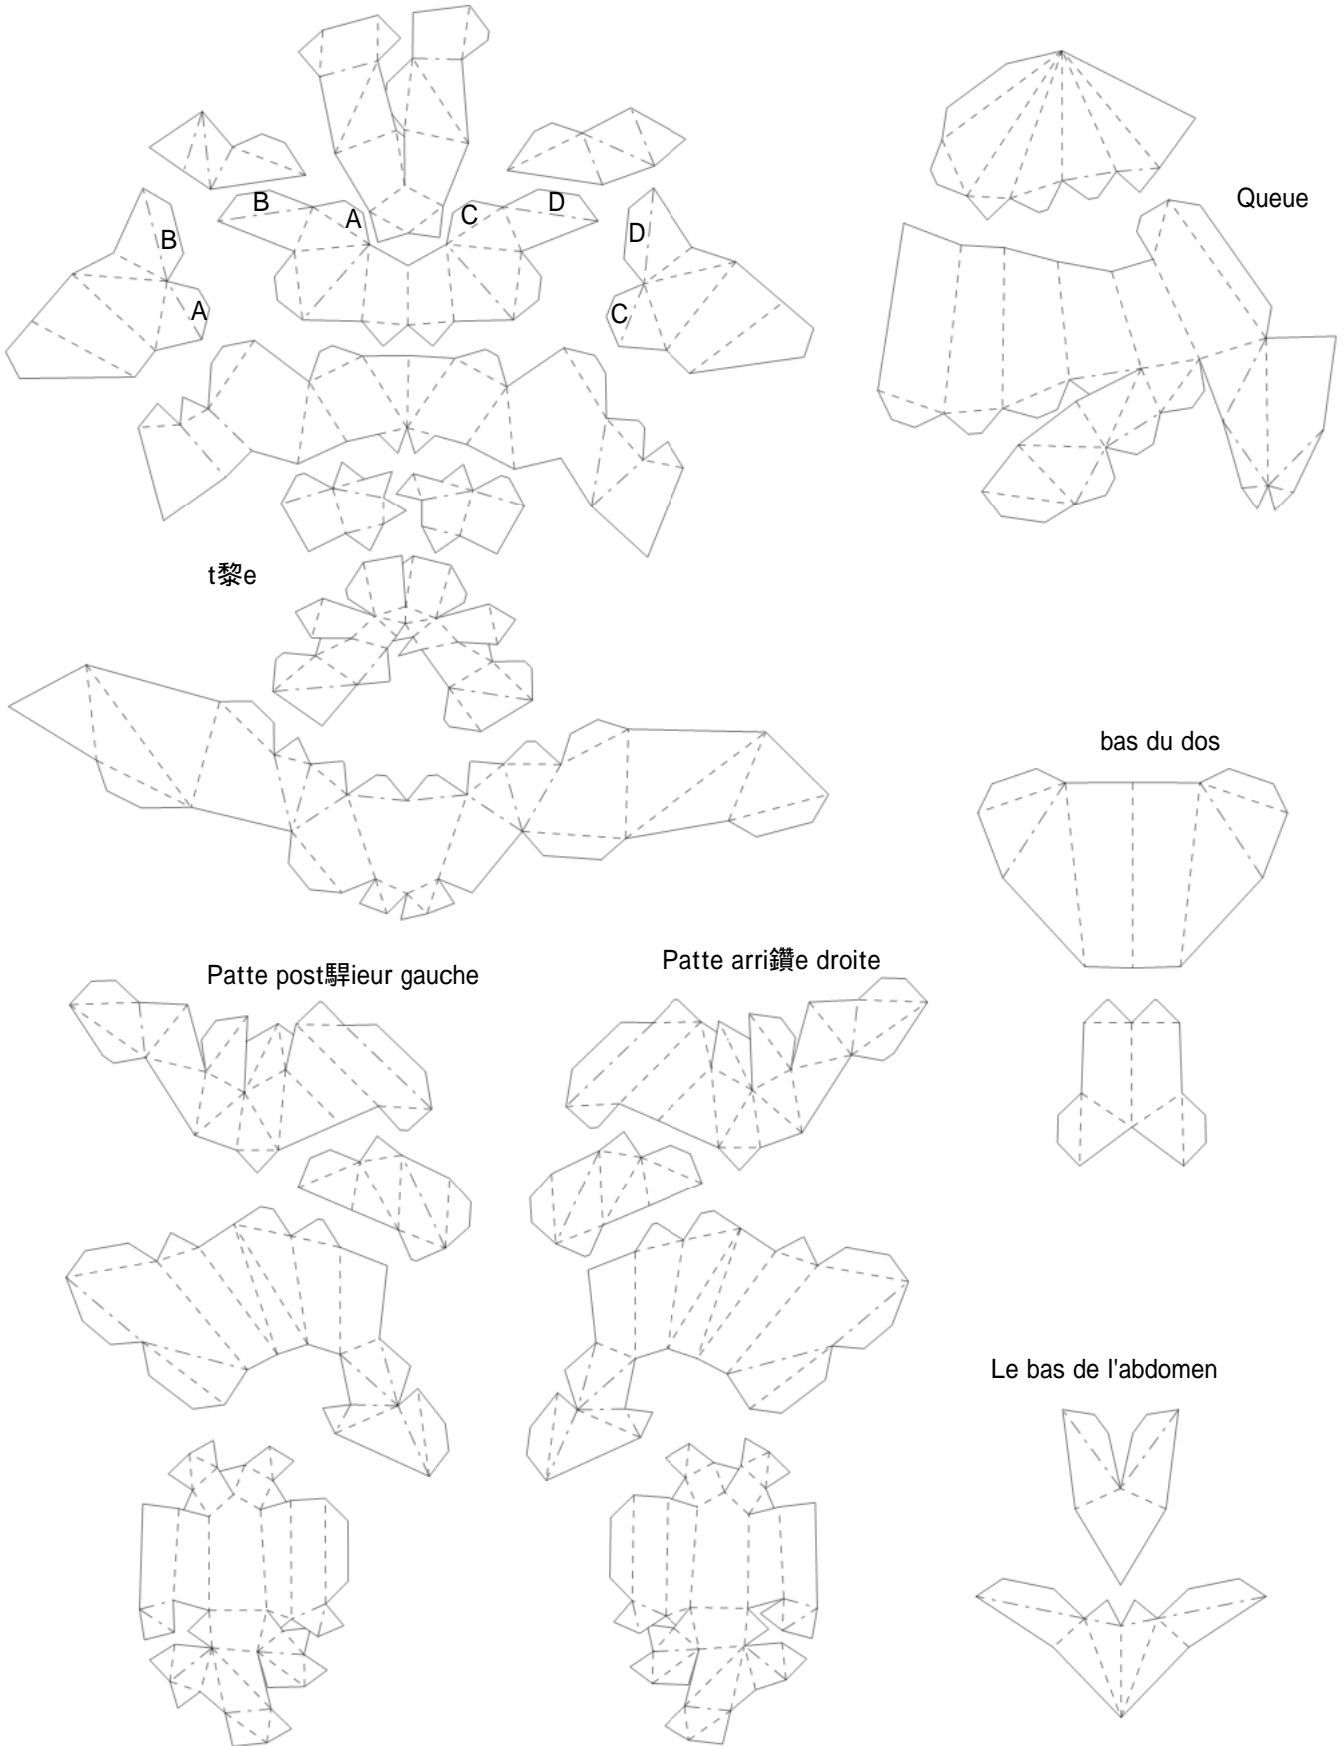 B
A
C
D
Queue
B
D
A
C
t黎e
bas du dos
Patte post駻ieur gauche
Patte arri鑽e droite
Le bas de l'abdomen